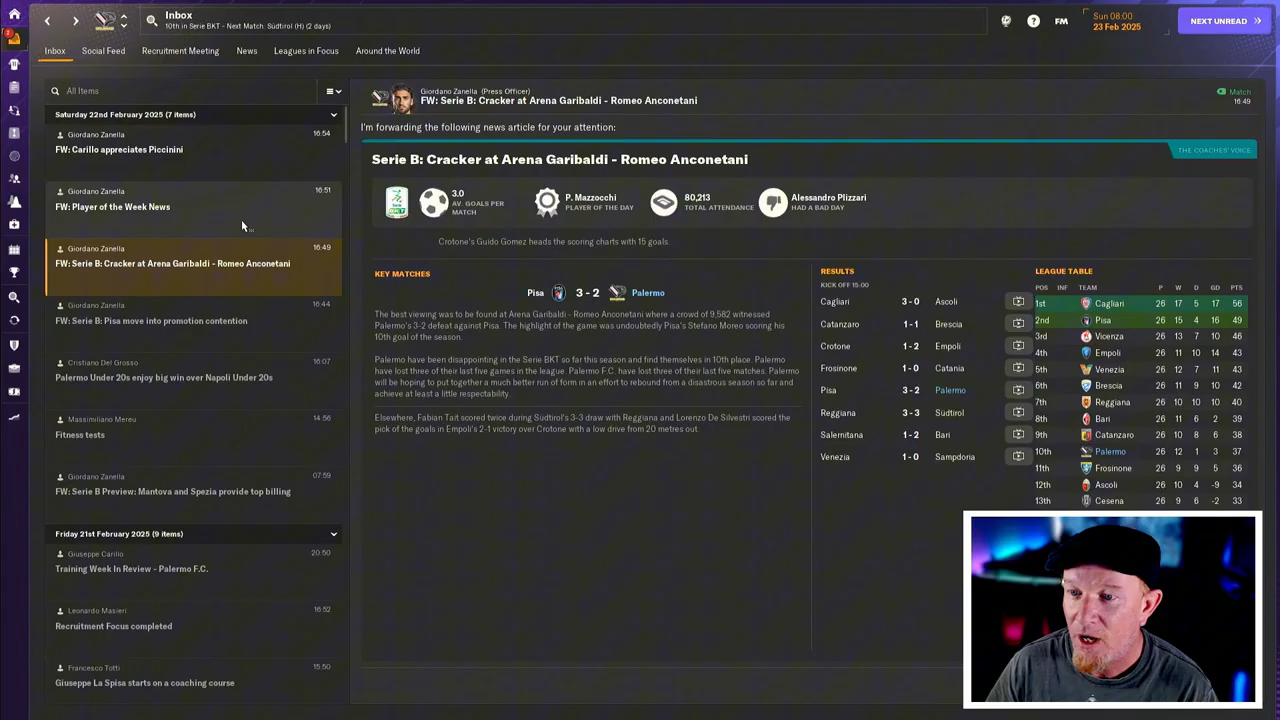 Inbox
10th in Serie BKT - Next Match: Südtirol (H) (2 days)
FM
Sun 08:00
23 Feb 2025
NEXT UNREAD
2
Inbox
Social Feed
Recruitment Meeting
News
Leagues in Focus
Around the World
All Items
Saturday 22nd February 2025 (7 items)
Giordano Zanella
16:54
FW: Carillo appreciates Piccinini
Giordano Zanella
16:51
FW: Player of the Week News
Giordano Zanella
16:49
FW: Serie B: Cracker at Arena Garibaldi - Romeo Anconetani
Giordano Zanella
16:44
FW: Serie B: Pisa move into promotion contention
Cristiano Del Grosso
16:07
Palermo Under 20s enjoy big win over Napoli Under 20s
Massimiliano Mereu
14:56
Fitness tests
Giordano Zanella
07:59
FW: Serie B Preview: Mantova and Spezia provide top billing
Friday 21st February 2025 (9 items)
Giuseppe Carillo
20:50
Training Week In Review - Palermo F.C.
Leonardo Masieri
16:52
Recruitment Focus completed
Francesco Totti
15:50
Giuseppe La Spisa starts on a coaching course
Giordano Zanella (Press Officer)
FW: Serie B: Cracker at Arena Garibaldi - Romeo Anconetani
Match
16:49
I'm forwarding the following news article for your attention:
THE COACHES' VOICE
Serie B: Cracker at Arena Garibaldi - Romeo Anconetani
3.0
AV. GOALS PER MATCH
P. Mazzocchi
PLAYER OF THE DAY
80,213
TOTAL ATTENDANCE
Alessandro Plizzari
HAD A BAD DAY
Crotone's Guido Gomez heads the scoring charts with 15 goals.
KEY MATCHES
Pisa 3 - 2 Palermo
The best viewing was to be found at Arena Garibaldi - Romeo Anconetani where a crowd of 9,582 witnessed
Palermo's 3-2 defeat against Pisa. The highlight of the game was undoubtedly Pisa's Stefano Moreo scoring his
10th goal of the season.
Palermo have been disappointing in the Serie BKT so far this season and find themselves in 10th place. Palermo
have lost three of their last five games in the league. Palermo F.C. have lost three of their last five matches. Palermo
will be hoping to put together a much better run of form in an effort to rebound from a disastrous season so far and
achieve at least a little respectability.
Elsewhere, Fabian Tait scored twice during Südtirol's 3-3 draw with Reggiana and Lorenzo De Silvestri scored the
pick of the goals in Empoli's 2-1 victory over Crotone with a low drive from 20 metres out.
RESULTS
KICK OFF 15:00
Cagliari 3 - 0 Ascoli
Catanzaro 1 - 1 Brescia
Crotone 1 - 2 Empoli
Frosinone 1 - 0 Catania
Pisa 3 - 2 Palermo
Reggiana 3 - 3 Südtirol
Salernitana 1 - 2 Bari
Venezia 1 - 0 Sampdoria
LEAGUE TABLE
POS INF TEAM P W D GD PTS
1st Cagliari 26 17 5 17 56
2nd Pisa 26 15 4 16 49
3rd Vicenza 26 13 7 10 46
4th Empoli 26 11 10 14 43
5th Venezia 26 12 7 11 43
6th Brescia 26 11 9 10 42
7th Reggiana 26 10 10 10 40
8th Bari 26 11 6 2 39
9th Catanzaro 26 10 8 6 38
10th Palermo 26 12 1 3 37
11th Frosinone 26 9 9 5 36
12th Ascoli 26 10 4 -9 34
13th Cesena 26 9 6 -2 33